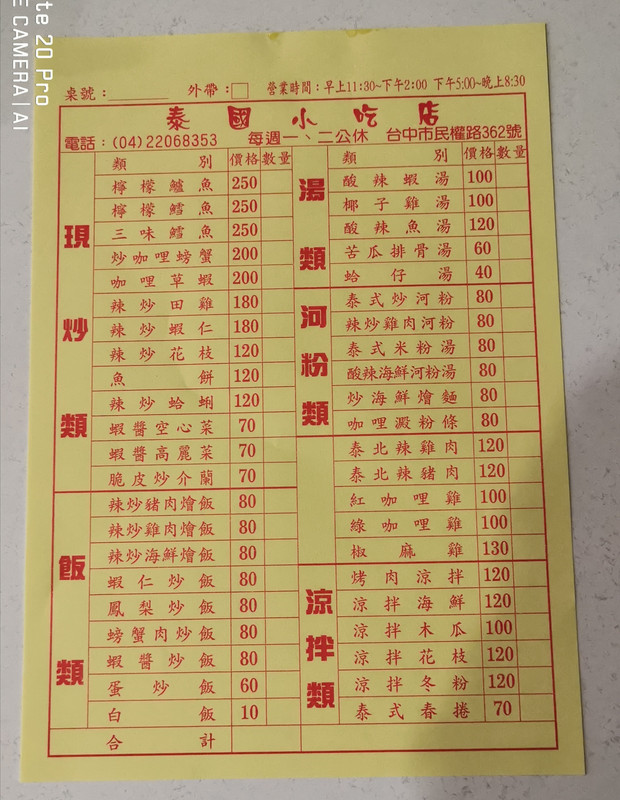 te 20 Pro
E CAMERA | AI
桌號：________ 外帶：□ 營業時間：早上11:30~下午2:00 下午5:00~晚上8:30
泰國小吃店
電話：(04)22068353 每週一、二公休 台中市民權路362號
類別 價格 數量
現炒類
檸檬鱸魚 250
檸檬鱈魚 250
三味鱈魚 250
炒咖哩螃蟹 200
咖哩草蝦 200
辣炒田雞 180
辣炒蝦仁 180
辣炒花枝 120
魚餅 120
辣炒蛤蜊 120
蝦醬空心菜 70
蝦醬高麗菜 70
脆皮炒介蘭 70
飯類
辣炒豬肉燴飯 80
辣炒雞肉燴飯 80
辣炒海鮮燴飯 80
蝦仁炒飯 80
鳳梨炒飯 80
螃蟹肉炒飯 80
蝦醬炒飯 80
蛋炒飯 60
白飯 10
合計
類別 價格 數量
湯類
酸辣蝦湯 100
椰子雞湯 100
酸辣魚湯 120
苦瓜排骨湯 60
蛤仔湯 40
河粉類
泰式炒河粉 80
辣炒雞肉河粉 80
泰式米粉湯 80
酸辣海鮮河粉湯 80
炒海鮮燴麵 80
咖哩澱粉條 80
泰北辣雞肉 120
泰北辣豬肉 120
紅咖哩雞 100
綠咖哩雞 100
椒麻雞 130
涼拌類
烤肉涼拌 120
涼拌海鮮 120
涼拌木瓜 100
涼拌花枝 120
涼拌冬粉 120
泰式春捲 70